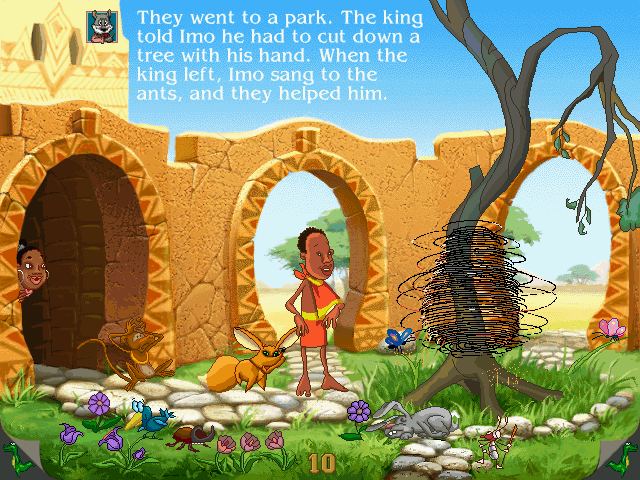 They went to a park. The king
told Imo he had to cut down a
tree with his hand. When the
king left, Imo sang to the
ants, and they helped him.
10